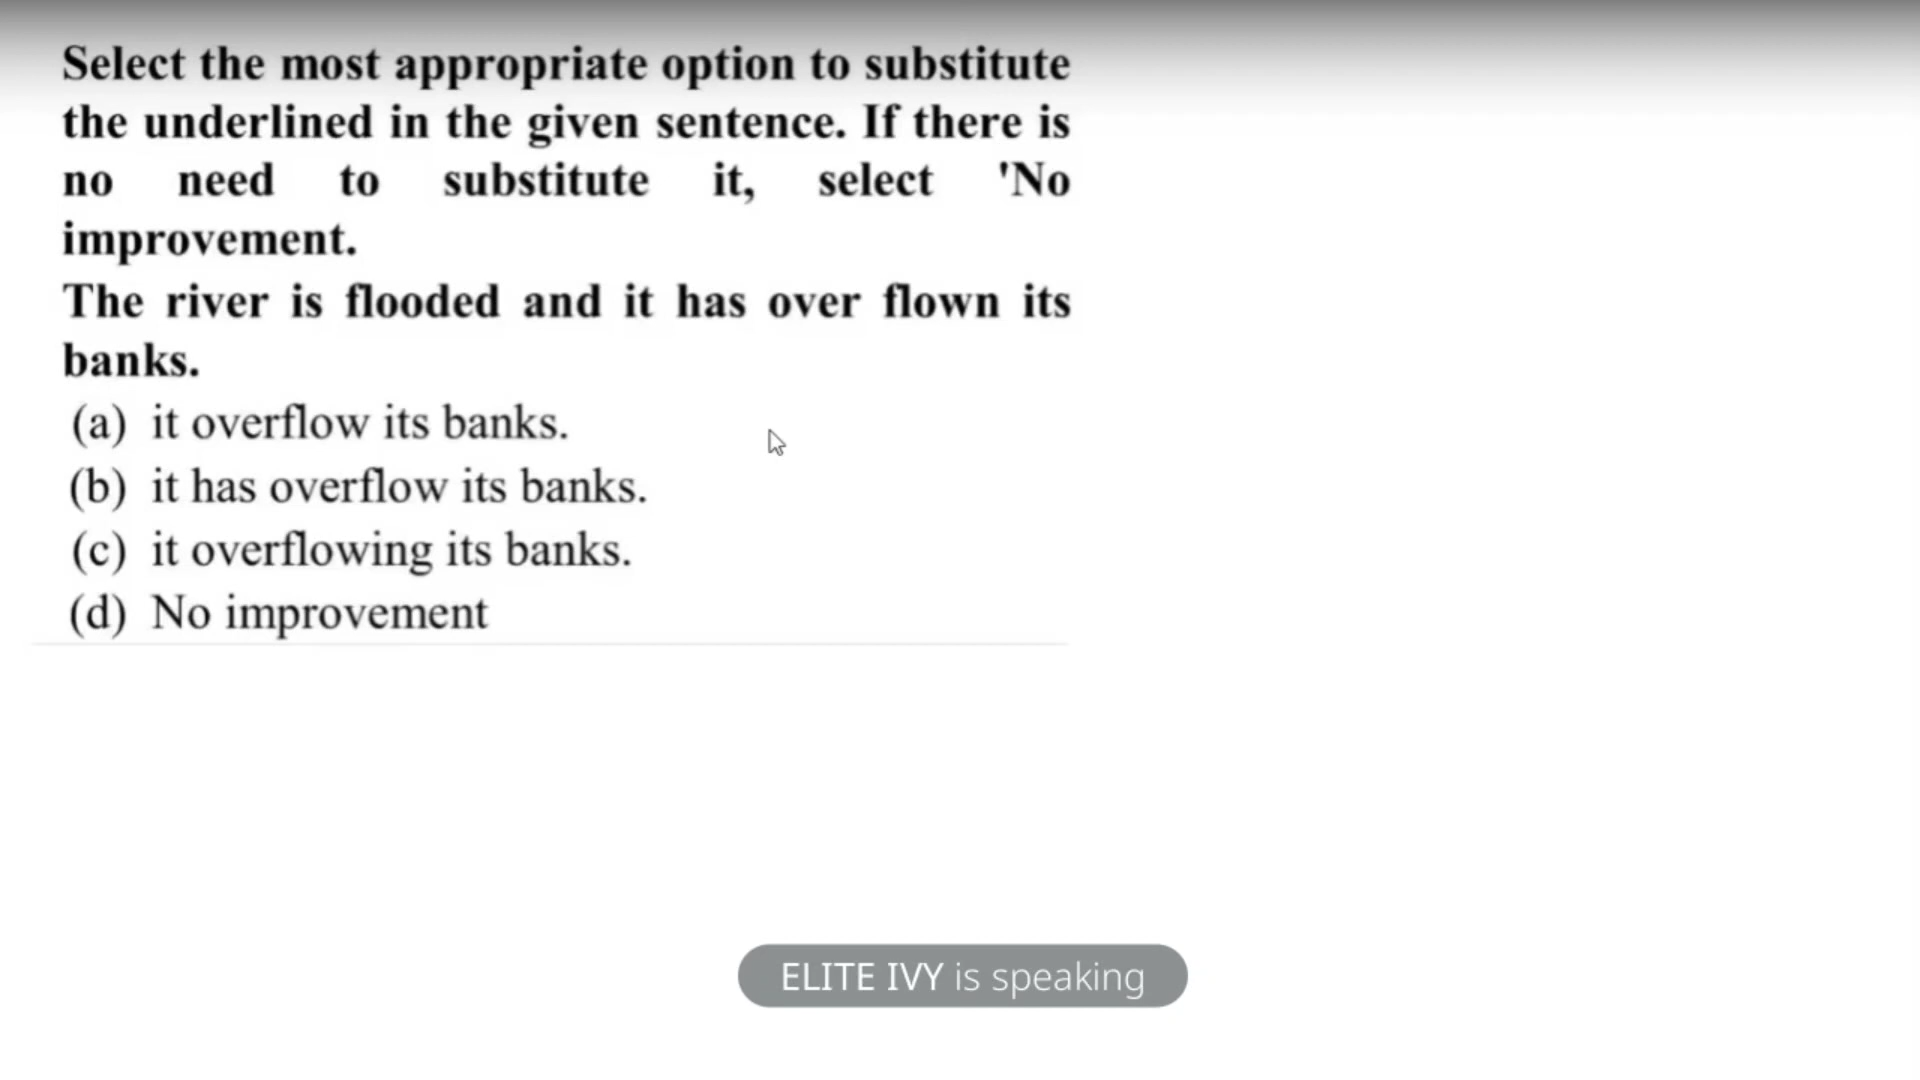 Select the most appropriate option to substitute
the underlined in the given sentence. If there is
no need to substitute it, select 'No
improvement.
The river is flooded and it has over flown its
banks.
(a) it overflow its banks.
(b) it has overflow its banks.
(c) it overflowing its banks.
(d) No improvement
ELITE IVY is speaking